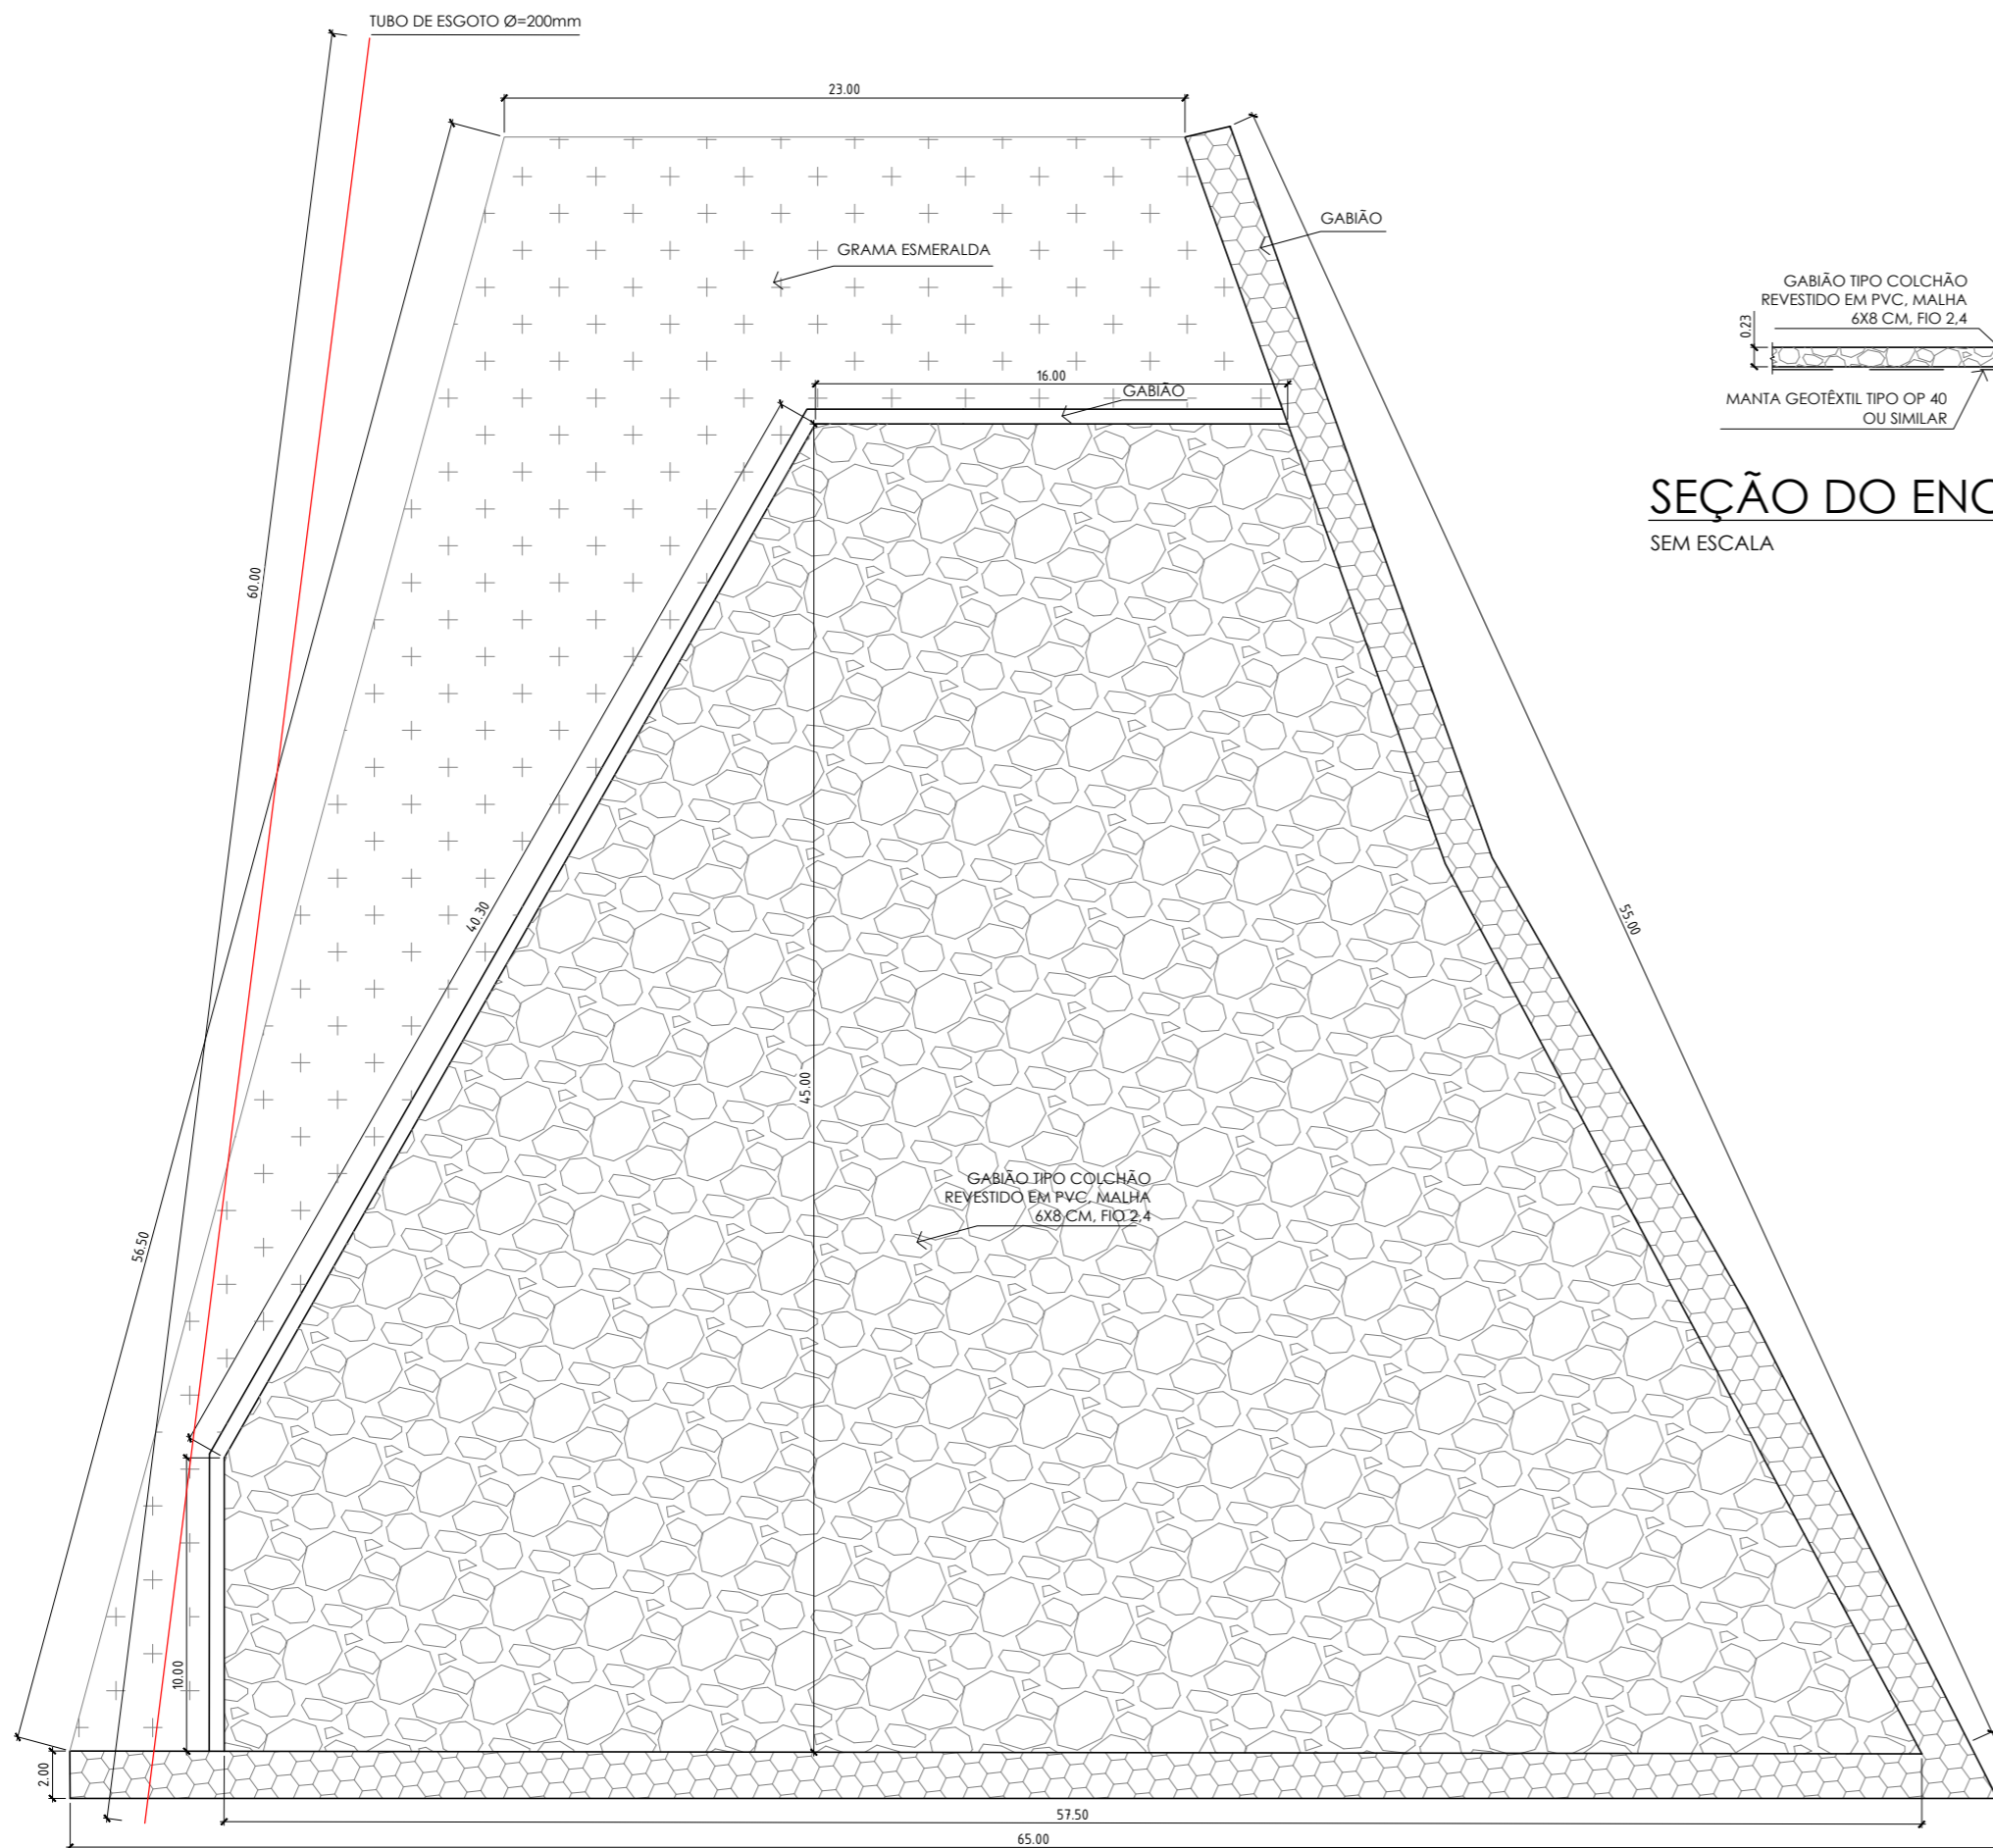 TUBO DE ESGOTO Ø=200mm
23.00
GABIÃO
GRAMA ESMERALDA
GABIÃO TIPO COLCHÃO
REVESTIDO EM PVC, MALHA
6X8 CM, FIO 2,4
0.23
16.00
GABIÃO
MANTA GEOTÊXTIL TIPO OP 40
OU SIMILAR
SEÇÃO DO
SEM ESCALA
60.00
40.30
55.00
45.00
GABIÃO TIPO COLCHÃO
REVESTIDO EM PVC, MALHA
6X8 CM, FIO 2,4
56.50
10.00
2.00
57.50
65.00